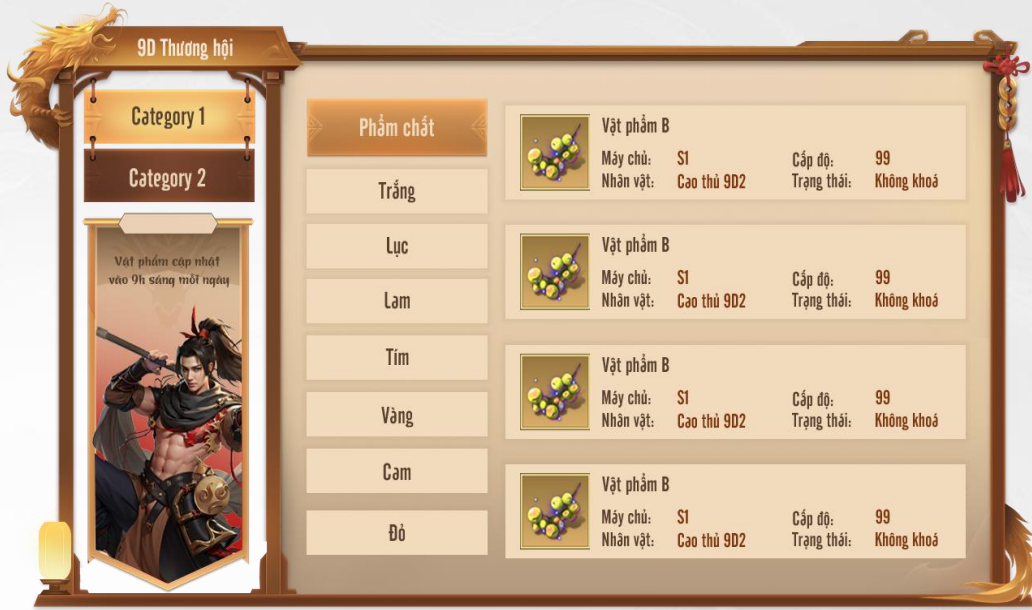 9D Thương hội
Category 1
Category 2
Vật phẩm cập nhật
vào 9h sáng mỗi ngày
Phẩm chất
Trắng
Lục
Lam
Tím
Vàng
Cam
Đỏ
Vật phẩm B
Máy chủ: S1 Cấp độ: 99
Nhân vật: Cao thủ 9D2 Trạng thái: Không khoá
Vật phẩm B
Máy chủ: S1 Cấp độ: 99
Nhân vật: Cao thủ 9D2 Trạng thái: Không khoá
Vật phẩm B
Máy chủ: S1 Cấp độ: 99
Nhân vật: Cao thủ 9D2 Trạng thái: Không khoá
Vật phẩm B
Máy chủ: S1 Cấp độ: 99
Nhân vật: Cao thủ 9D2 Trạng thái: Không khoá